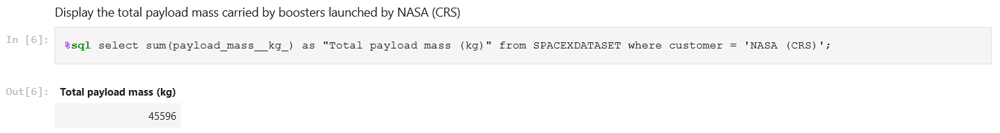 Display the total payload mass carried by boosters launched by NASA (CRS)
In [6]: %sql select sum(payload_mass__kg_) as "Total payload mass (kg)" from SPACEXDATASET where customer = 'NASA (CRS)';
Out[6]: Total payload mass (kg)
45596